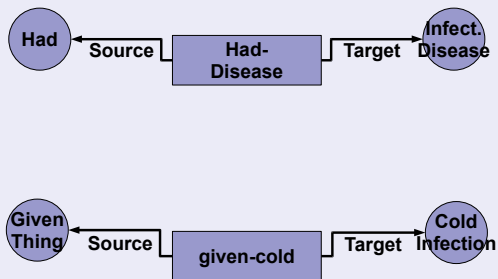 Had
Source
Had-
Disease
Target
Infect.
Disease
Given
Thing
Source
given-cold
Target
Cold
Infection